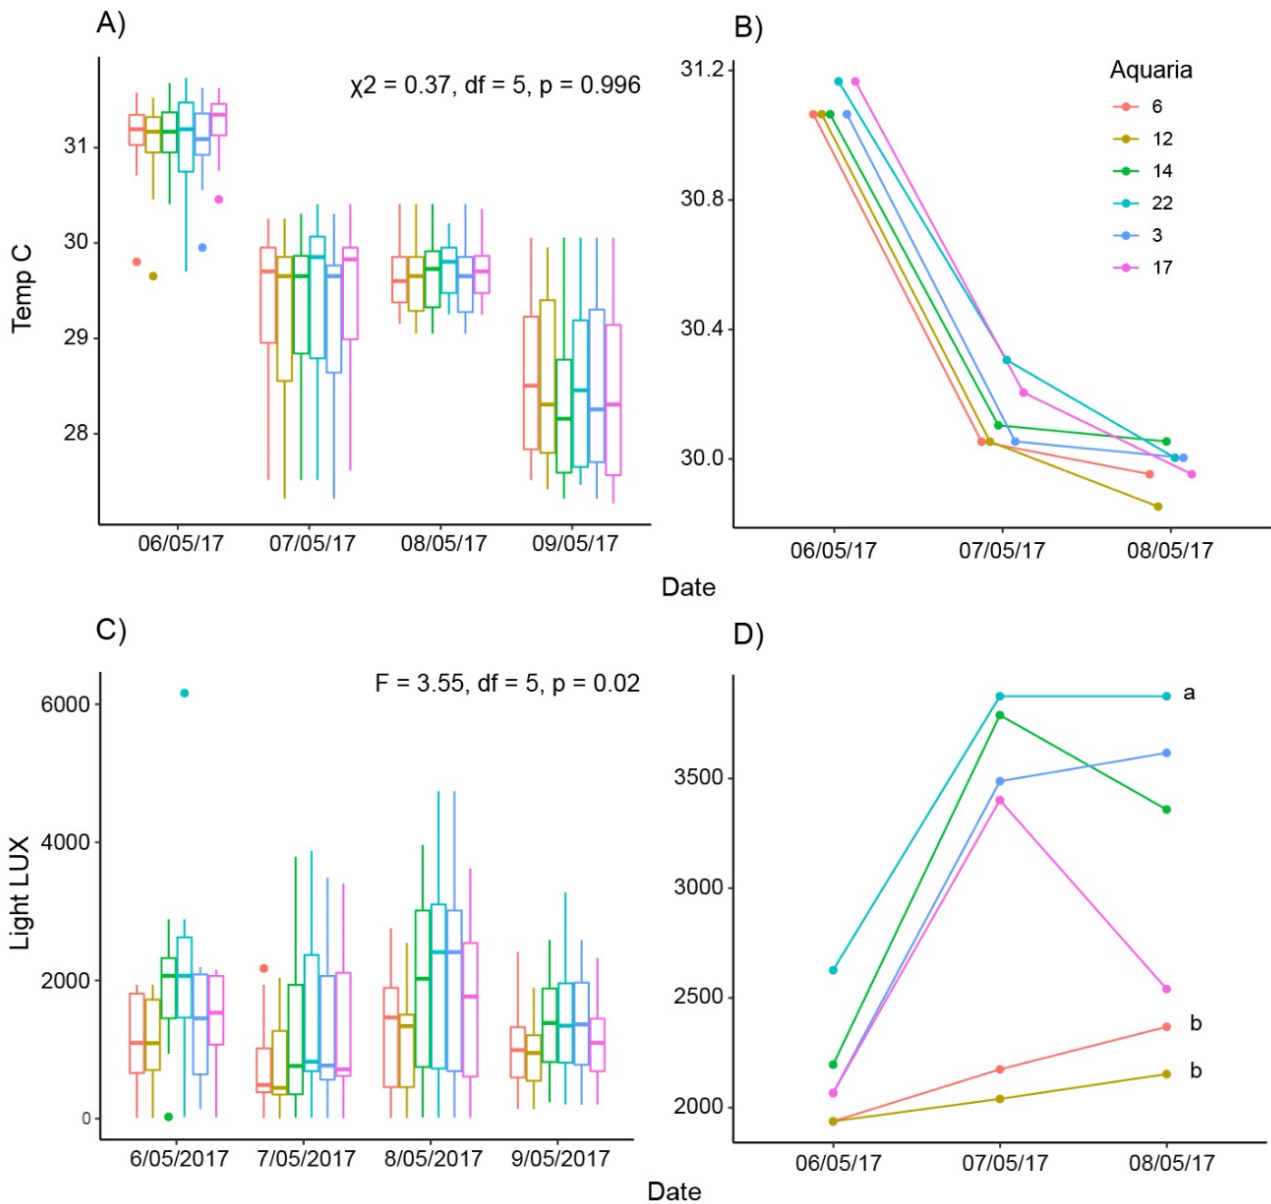 A)
χ2 = 0.37, df = 5, p = 0.996
Temp C
31
30
29
28
06/05/17 07/05/17 08/05/17 09/05/17
B)
Aquaria
6
12
14
22
3
17
31.2
30.8
30.4
30.0
06/05/17 07/05/17 08/05/17
Date
C)
F = 3.55, df = 5, p = 0.02
Light LUX
6000
4000
2000
0
6/05/2017 7/05/2017 8/05/2017 9/05/2017
D)
a
b
b
3500
3000
2500
2000
06/05/17 07/05/17 08/05/17
Date